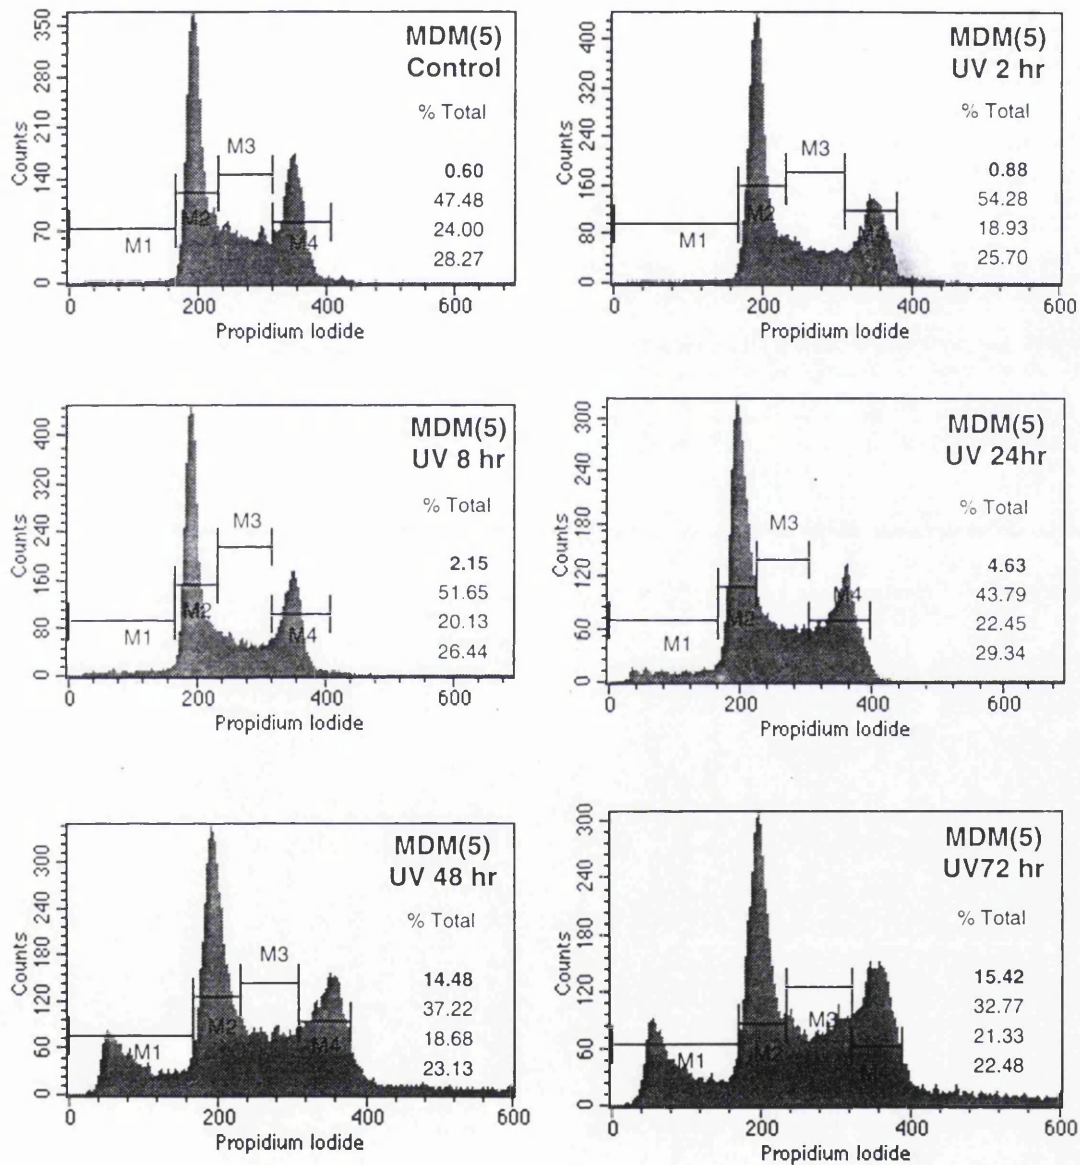 MDM(5)
Control
% Total
0.60
47.48
24.00
28.27
Counts
350
280
210
140
70
0
M1
M2
M3
M4
0 200 400 600
Propidium Iodide
MDM(5)
UV 2 hr
% Total
0.88
54.28
18.93
25.70
Counts
400
320
240
160
80
0
M1
M2
M3
0 200 400 600
Propidium Iodide
MDM(5)
UV 8 hr
% Total
2.15
51.65
20.13
26.44
Counts
400
320
240
160
80
0
M1
M2
M3
M4
0 200 400 600
Propidium Iodide
MDM(5)
UV 24hr
% Total
4.63
43.79
22.45
29.34
Counts
300
240
180
120
60
0
M1
M2
M3
M4
0 200 400 600
Propidium Iodide
MDM(5)
UV 48 hr
% Total
14.48
37.22
18.68
23.13
Counts
300
240
180
120
60
0
M1
M2
M3
M4
0 200 400 600
Propidium Iodide
MDM(5)
UV72 hr
% Total
15.42
32.77
21.33
22.48
Counts
300
240
180
120
60
0
M1
M2
M3
0 200 400 600
Propidium Iodide